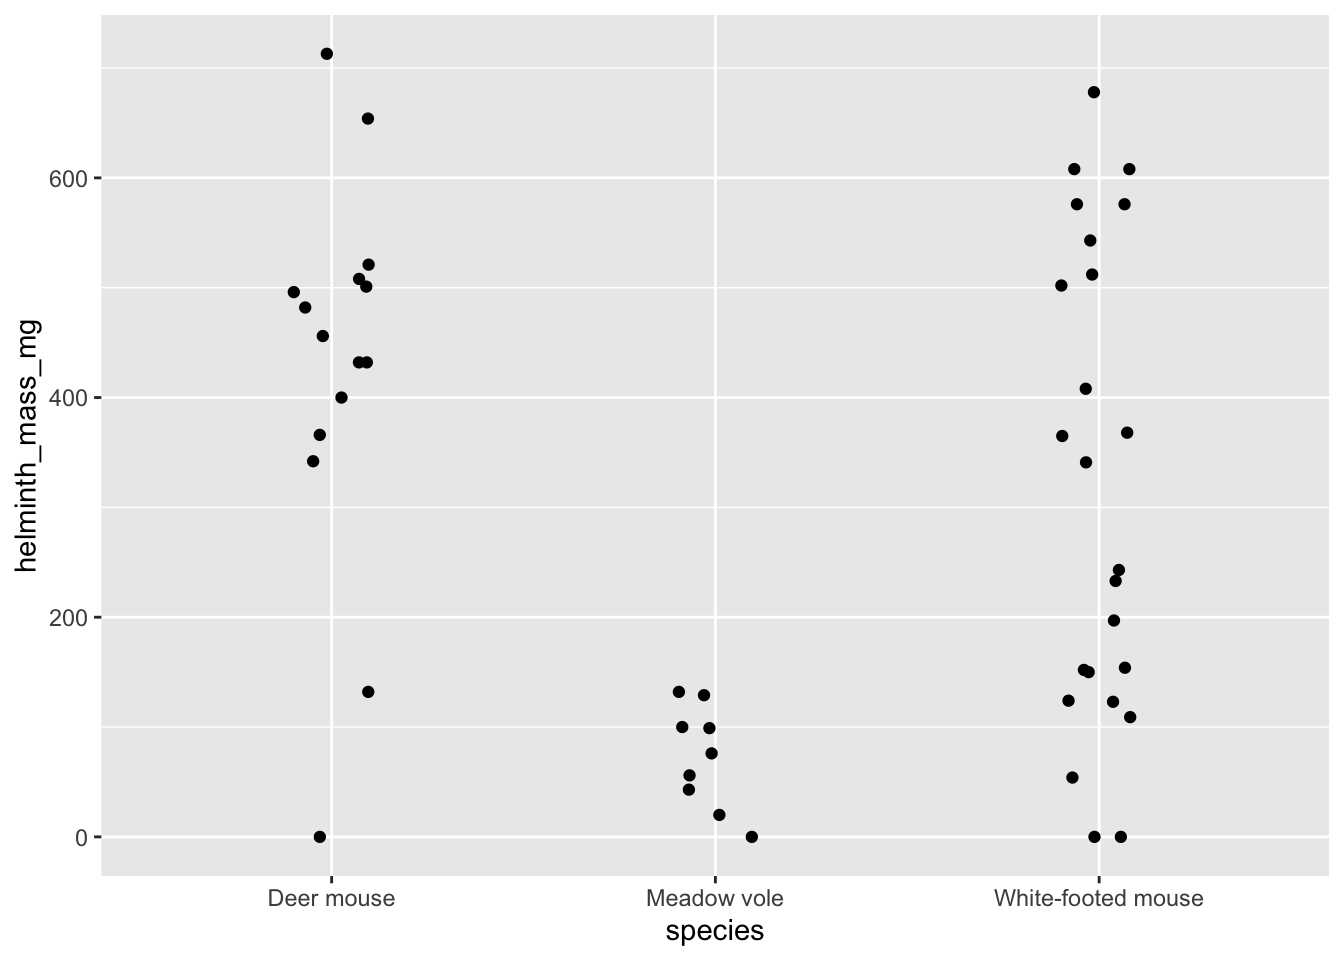 helminth_mass_mg
600
400
200
0
Deer mouse
Meadow vole
White-footed mouse
species